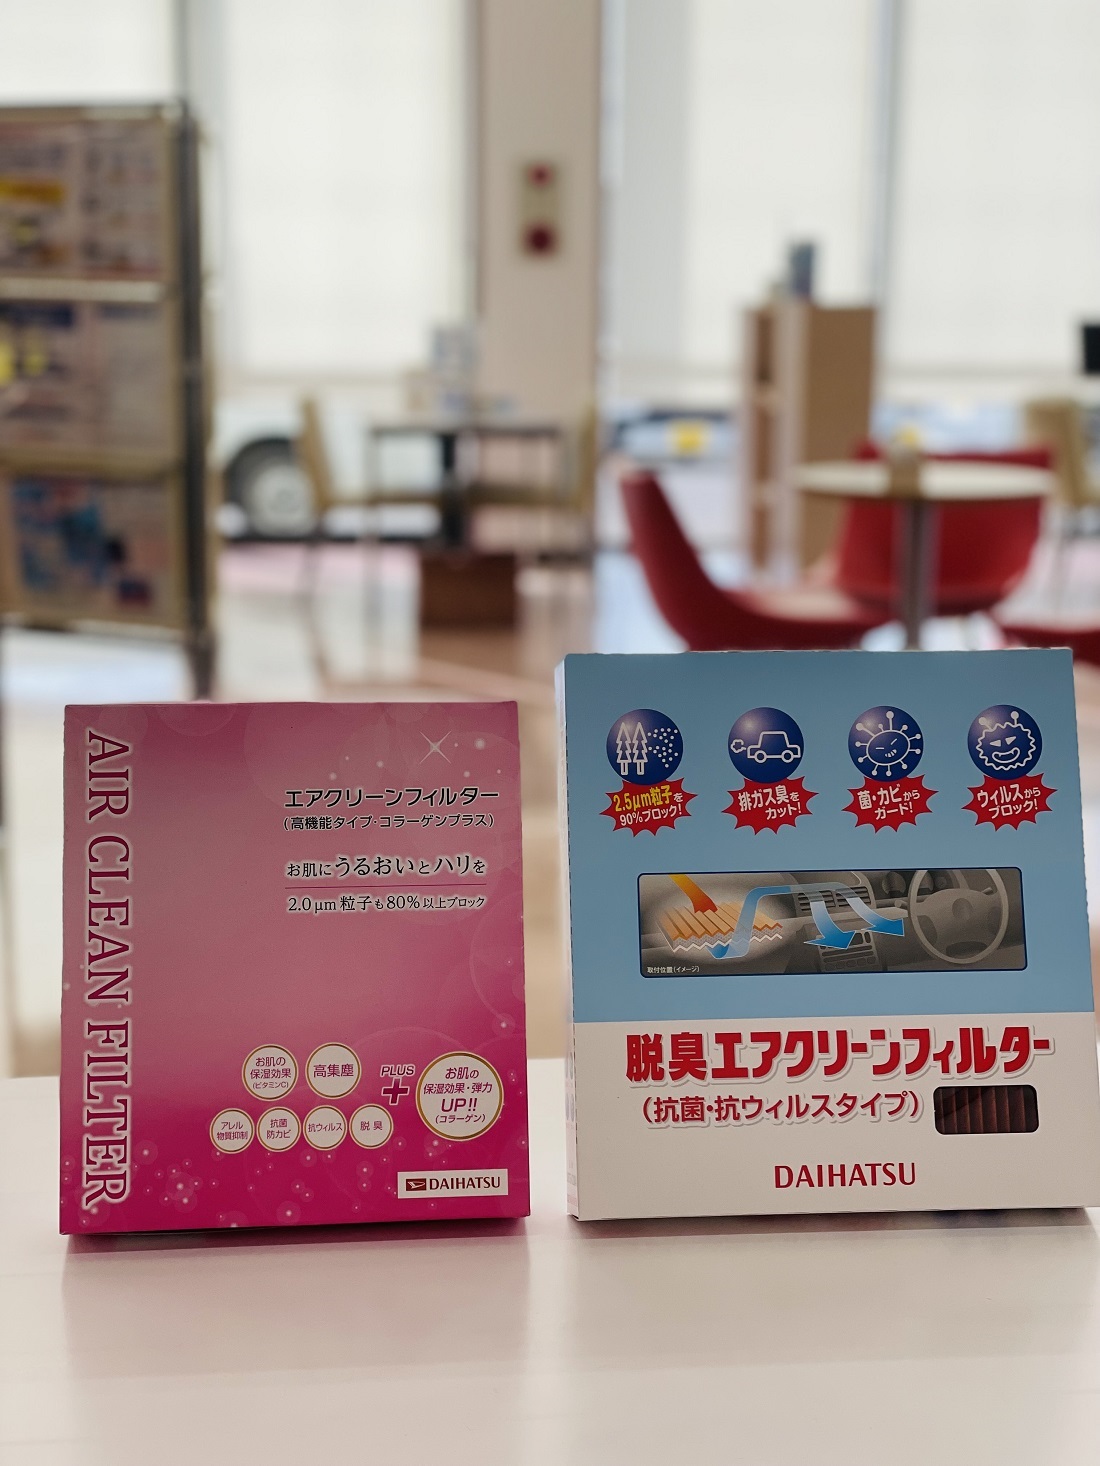 AIR CLEAN FILTER
エアクリーンフィルター
(高機能タイプ・コラーゲンプラス)
お肌にうるおいとハリを
2.0μm粒子も80%以上ブロック
お肌の
保湿効果
(ビタミンC)
高集塵
アレル
物質抑制
抗菌
防カビ
抗ウィルス
脱臭
PLUS
+
お肌の
保湿効果・弾力
UP!!
(コラーゲン)
DAIHATSU
2.5μm粒子を
90%ブロック!
排ガス臭を
カット!
菌・カビから
ガード!
ウィルスから
ブロック!
取付位置(イメージ)
脱臭エアクリーンフィルター
(抗菌・抗ウィルスタイプ)
DAIHATSU